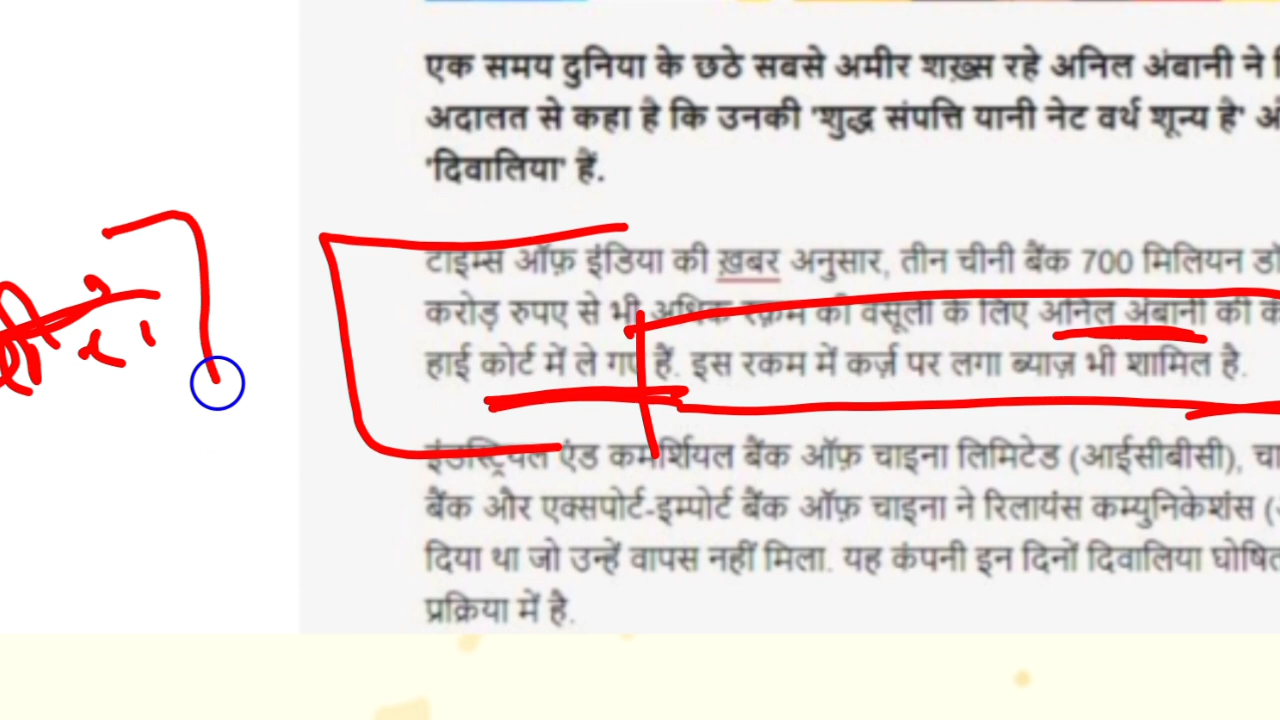 एक समय दुनिया के छठे सबसे अमीर शख़्स रहे अनिल अंबानी ने
अदालत से कहा है कि उनकी 'शुद्ध संपत्ति यानी नेट वर्थ शून्य है'
'दिवालिया' हैं.
टाइम्स ऑफ़ इंडिया की ख़बर अनुसार, तीन चीनी बैंक 700 मिलियन
करोड़ रुपए से भी अधिक रक़म की वसूली के लिए अनिल अंबानी की
हाई कोर्ट में ले गए हैं. इस रकम में कर्ज़ पर लगा ब्याज़ भी शामिल है.
इंडस्ट्रियल एंड कमर्शियल बैंक ऑफ़ चाइना लिमिटेड (आईसीबीसी),
बैंक और एक्सपोर्ट-इम्पोर्ट बैंक ऑफ़ चाइना ने रिलायंस कम्युनिकेशंस
दिया था जो उन्हें वापस नहीं मिला. यह कंपनी इन दिनों दिवालिया
प्रक्रिया में है.